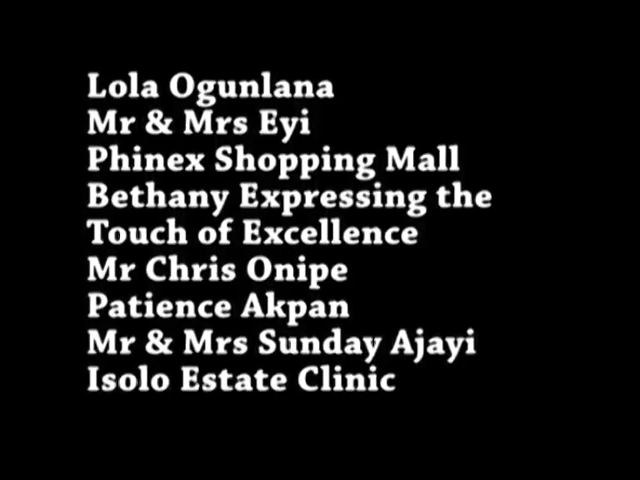 Lola Ogunlana
Mr & Mrs Eyi
Phinex Shopping Mall
Bethany Expressing the
Touch of Excellence
Mr Chris Onipe
Patience Akpan
Mr & Mrs Sunday Ajayi
Isolo Estate Clinic